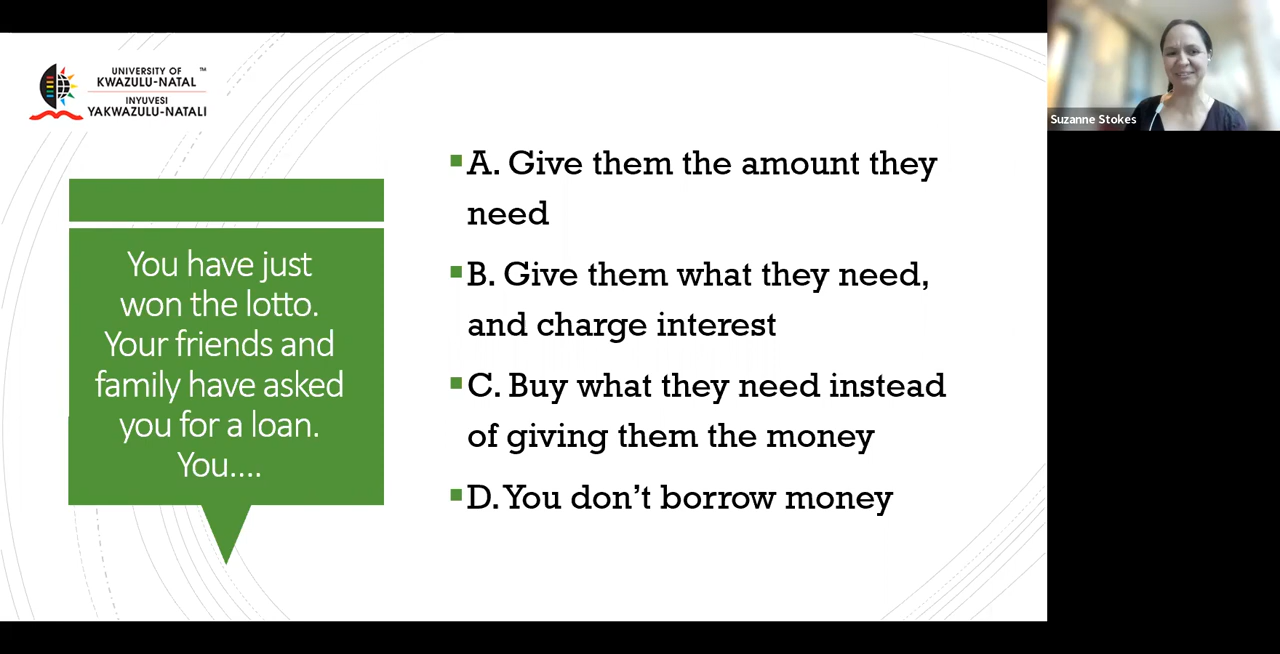 UNIVERSITY OF ™
KWAZULU-NATAL
INYUVESI
YAKWAZULU-NATALI
You have just
won the lotto.
Your friends and
family have asked
you for a loan.
You....
A. Give them the amount they
need
B. Give them what they need,
and charge interest
C. Buy what they need instead
of giving them the money
D. You don’t borrow money
Suzanne Stokes